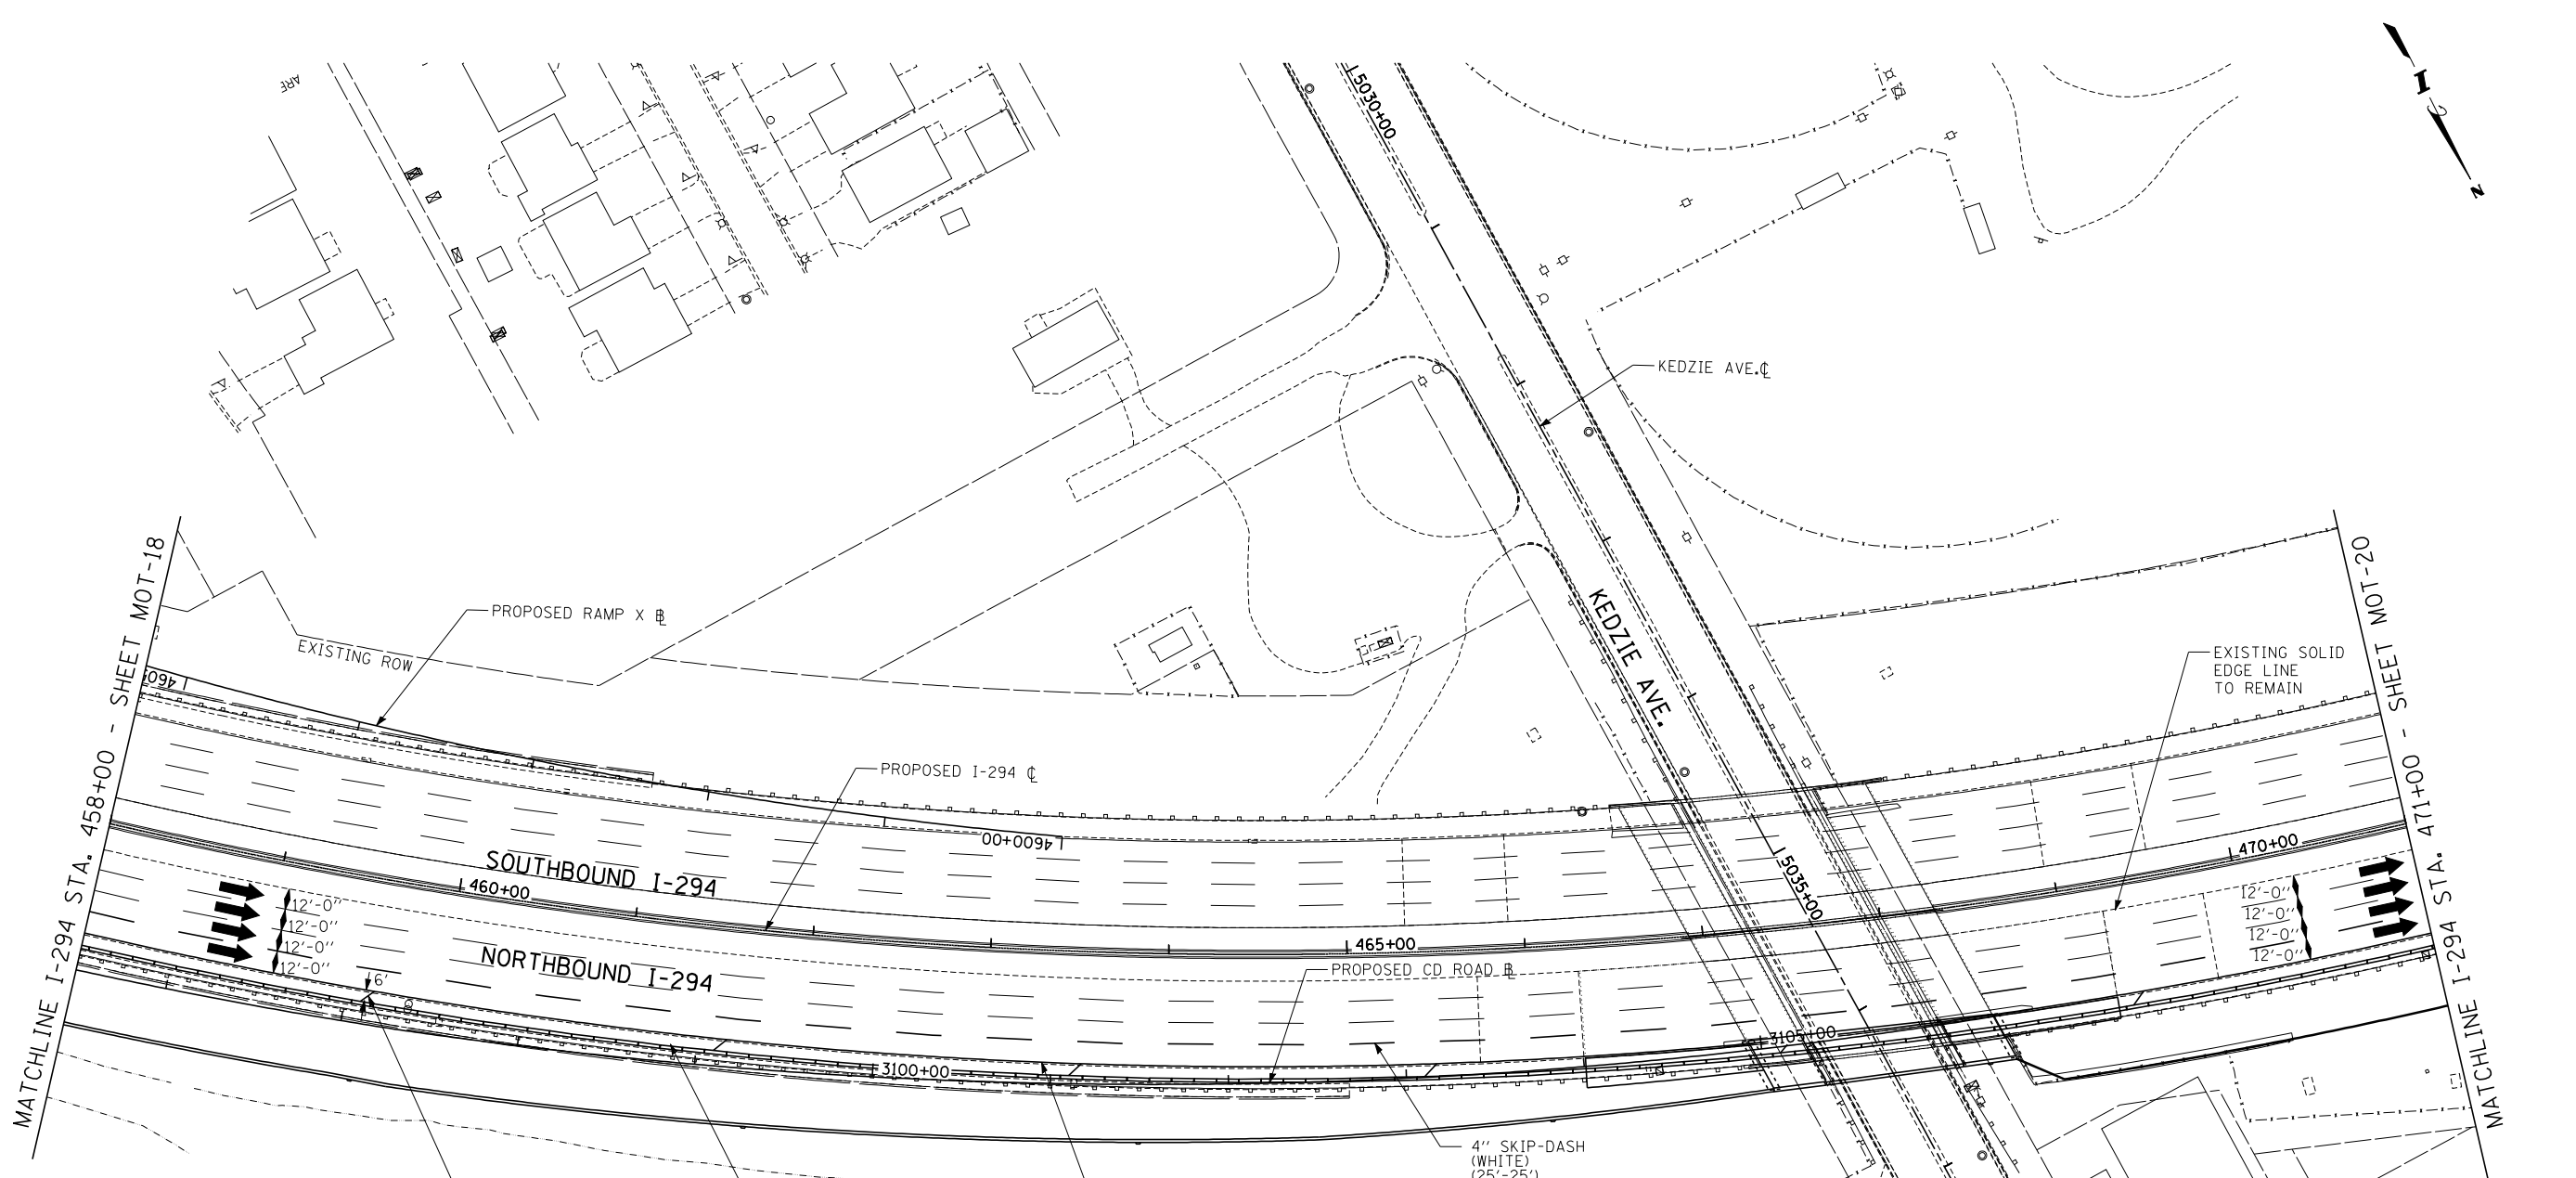 5030+00
N
KEDZIE AVE. ℄
MATCHLINE I-294 STA. 458+00 - SHEET MOT-18
PROPOSED RAMP X ℄
EXISTING ROW
KEDZIE AVE.
EXISTING SOLID
EDGE LINE
TO REMAIN
MATCHLINE I-294 STA. 471+00 - SHEET MOT-20
PROPOSED I-294 ℄
4600+00
SOUTHBOUND I-294
460+00
5035+00
470+00
12'-0"
12'-0"
12'-0"
12'-0"
12'-0"
12'-0"
12'-0"
12'-0"
465+00
NORTHBOUND I-294
PROPOSED CD ROAD
6'
3105+00
3100+00
4" SKIP-DASH
(WHITE)
(25'-25')